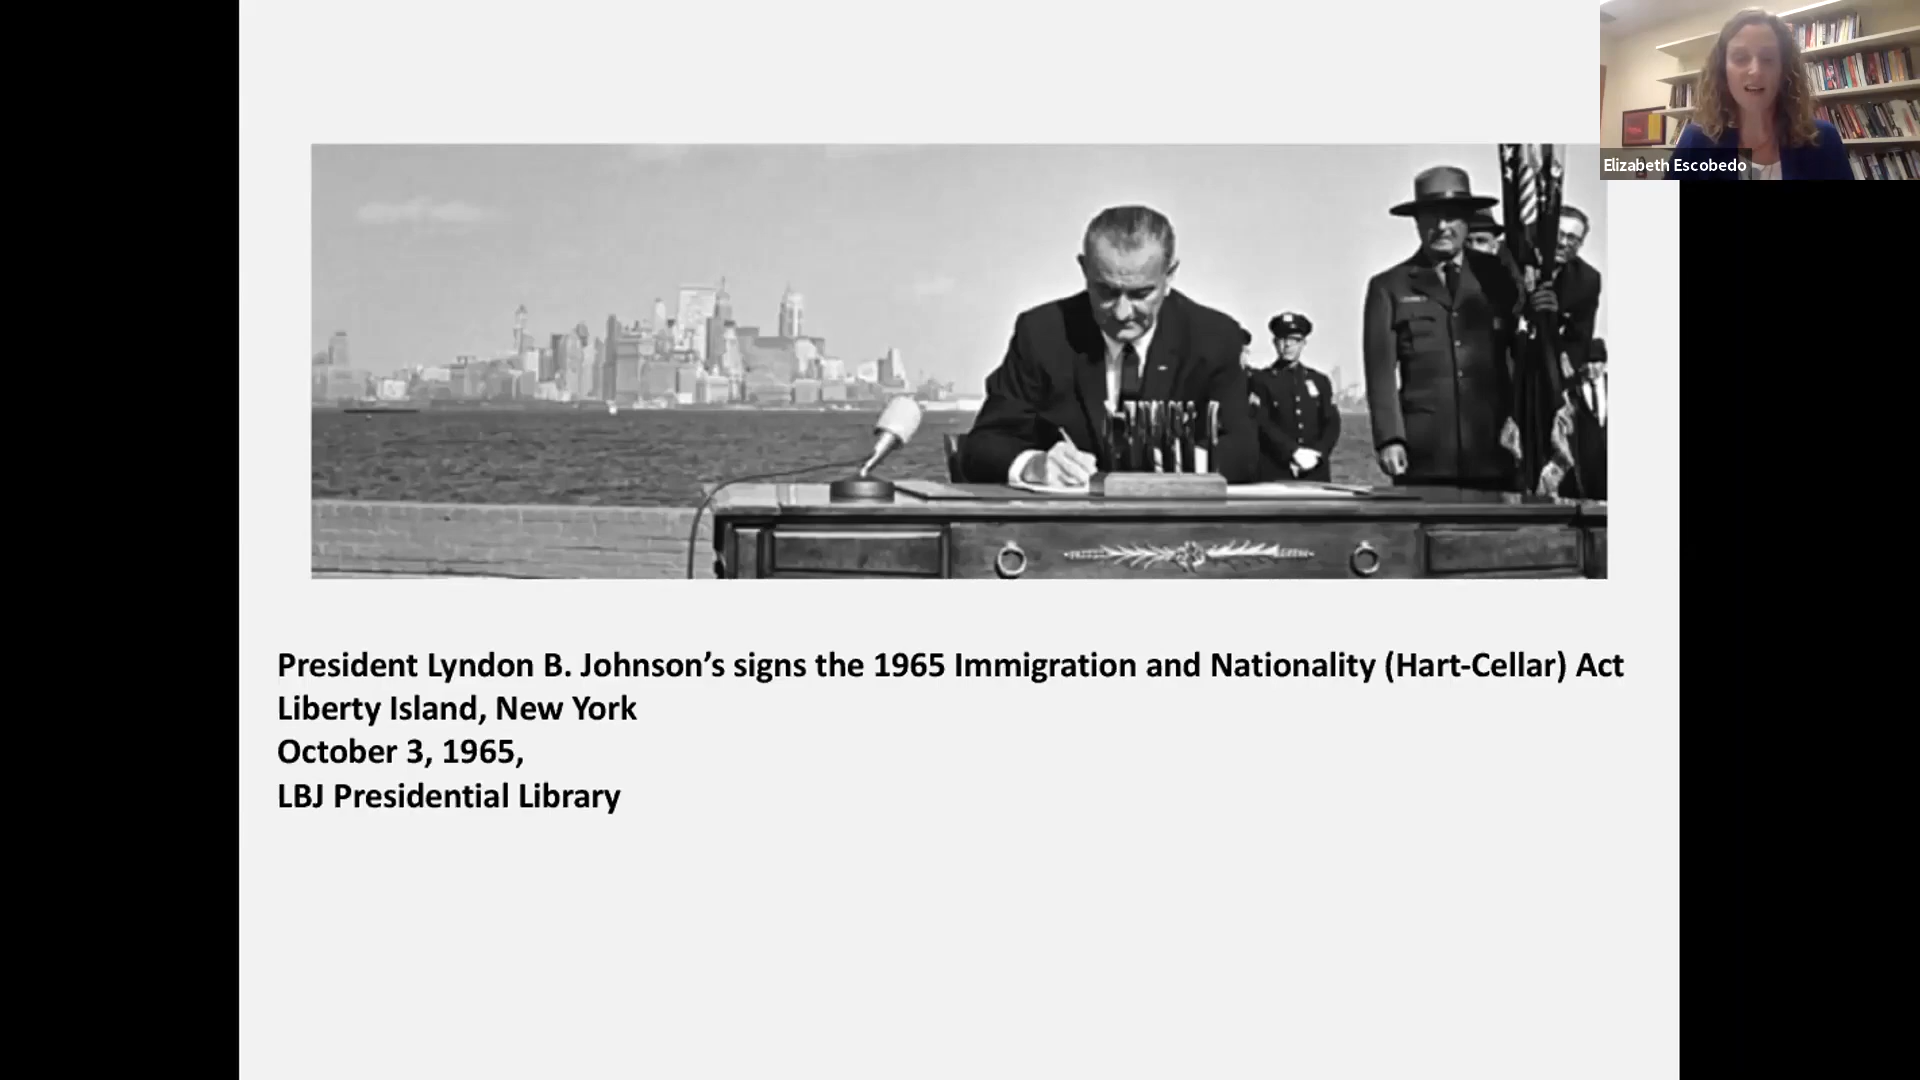 Elizabeth Escobedo
President Lyndon B. Johnson’s signs the 1965 Immigration and Nationality (Hart-Cellar) Act
Liberty Island, New York
October 3, 1965,
LBJ Presidential Library